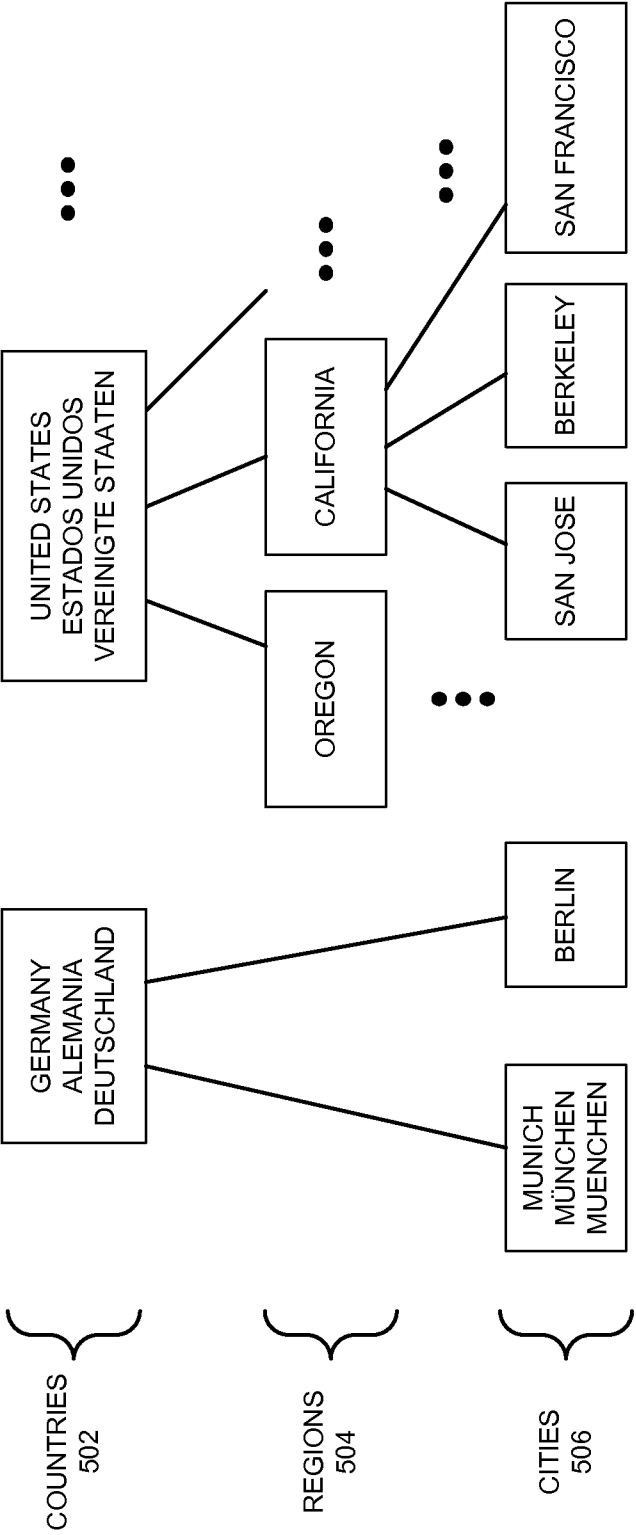 COUNTRIES
502
GERMANY
ALEMANIA
DEUTSCHLAND
UNITED STATES
ESTADOS UNIDOS
VEREINIGTE STAATEN
REGIONS
504
OREGON
CALIFORNIA
CITIES
506
MUNICH
MÜNCHEN
MUENCHEN
BERLIN
SAN JOSE
BERKELEY
SAN FRANCISCO